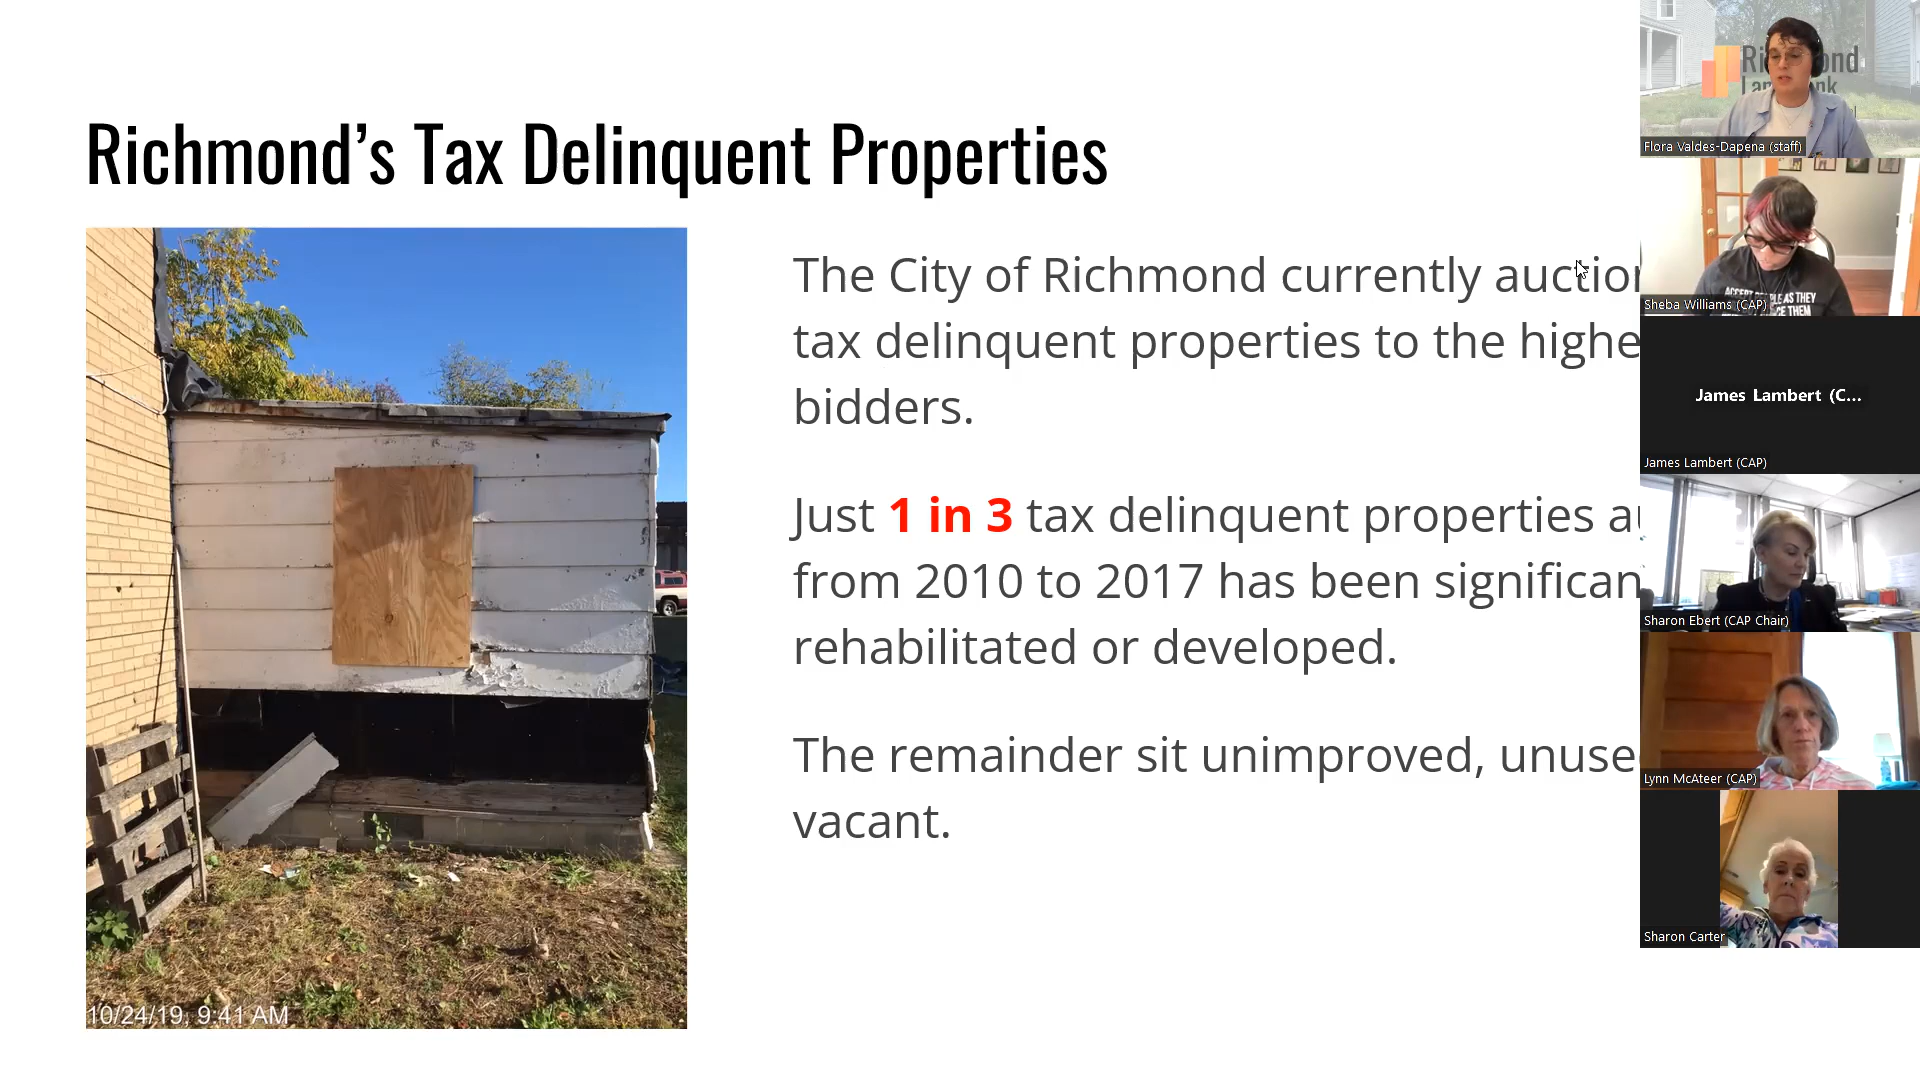 Richmond's Tax Delinquent Properties
The City of Richmond currently auction
tax delinquent properties to the highe
bidders.
Just 1 in 3 tax delinquent properties au
from 2010 to 2017 has been significan
rehabilitated or developed.
The remainder sit unimproved, unuse
vacant.
10/24/19, 9:41 AM
Flora Valdes-Dapena (staff)
Sheba Williams (CAP)
James Lambert (C...
James Lambert (CAP)
Sharon Ebert (CAP Chair)
Lynn McAteer (CAP)
Sharon Carter